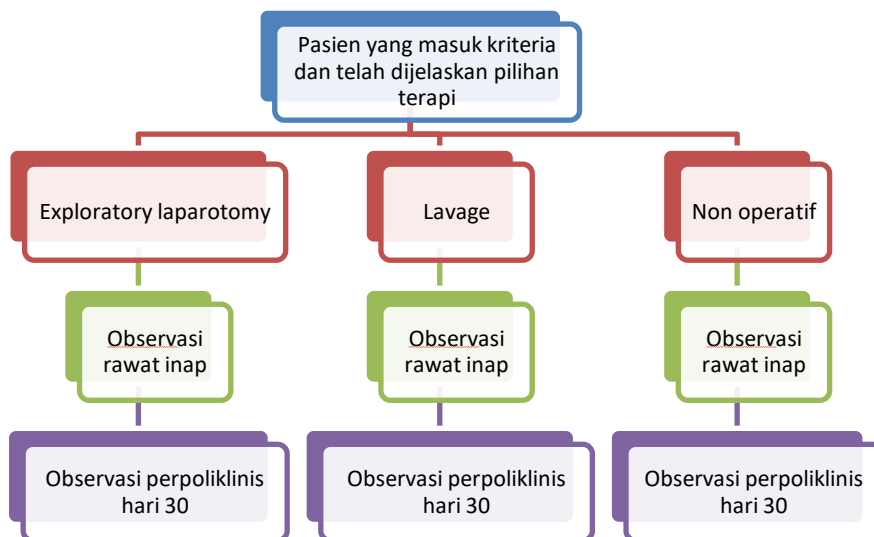 Pasien yang masuk kriteria
dan telah dijelaskan pilihan
terapi
Exploratory laparotomy
Lavage
Non operatif
Observasi
rawat inap
Observasi
rawat inap
Observasi
rawat inap
Observasi perpoliklinis
hari 30
Observasi perpoliklinis
hari 30
Observasi perpoliklinis
hari 30